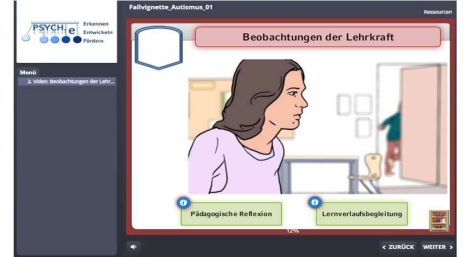 Fallvignette_Autismus_01
Ressourcen
PSYCH e
Erkennen
Entwickeln
Fördern
Menü
2. Video: Beobachtungen der Lehr...
Beobachtungen der Lehrkraft
Pädagogische Reflexion
Lernverlaufsbegleitung
12%
< ZURÜCK
WEITER >